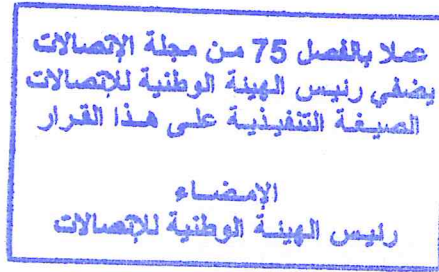 عملا بالفصل 75 من مجلة الإتصالات
يضفي رئيس الهيئة الوطنية للإتصالات
الصيغة التنفيذية على هذا القرار
الإمضاء
رئيس الهيئة الوطنية للإتصالات